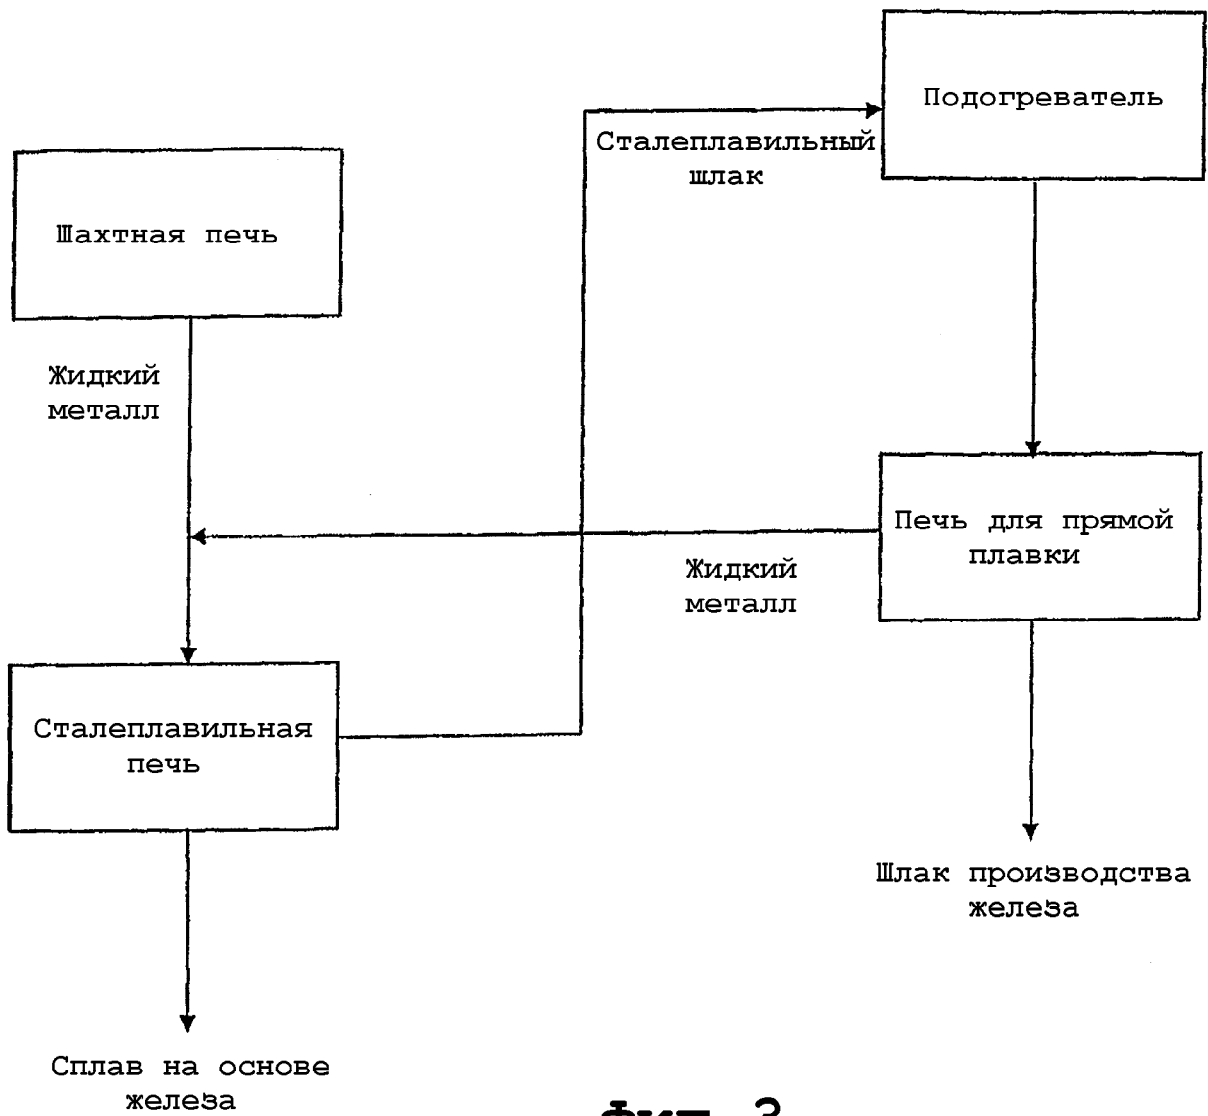 Подогреватель
Сталеплавильный
шлак
Шахтная печь
Жидкий
металл
Печь для прямой
плавки
Жидкий
металл
Сталеплавильная
печь
Шлак производства
железа
Сплав на основе
железа